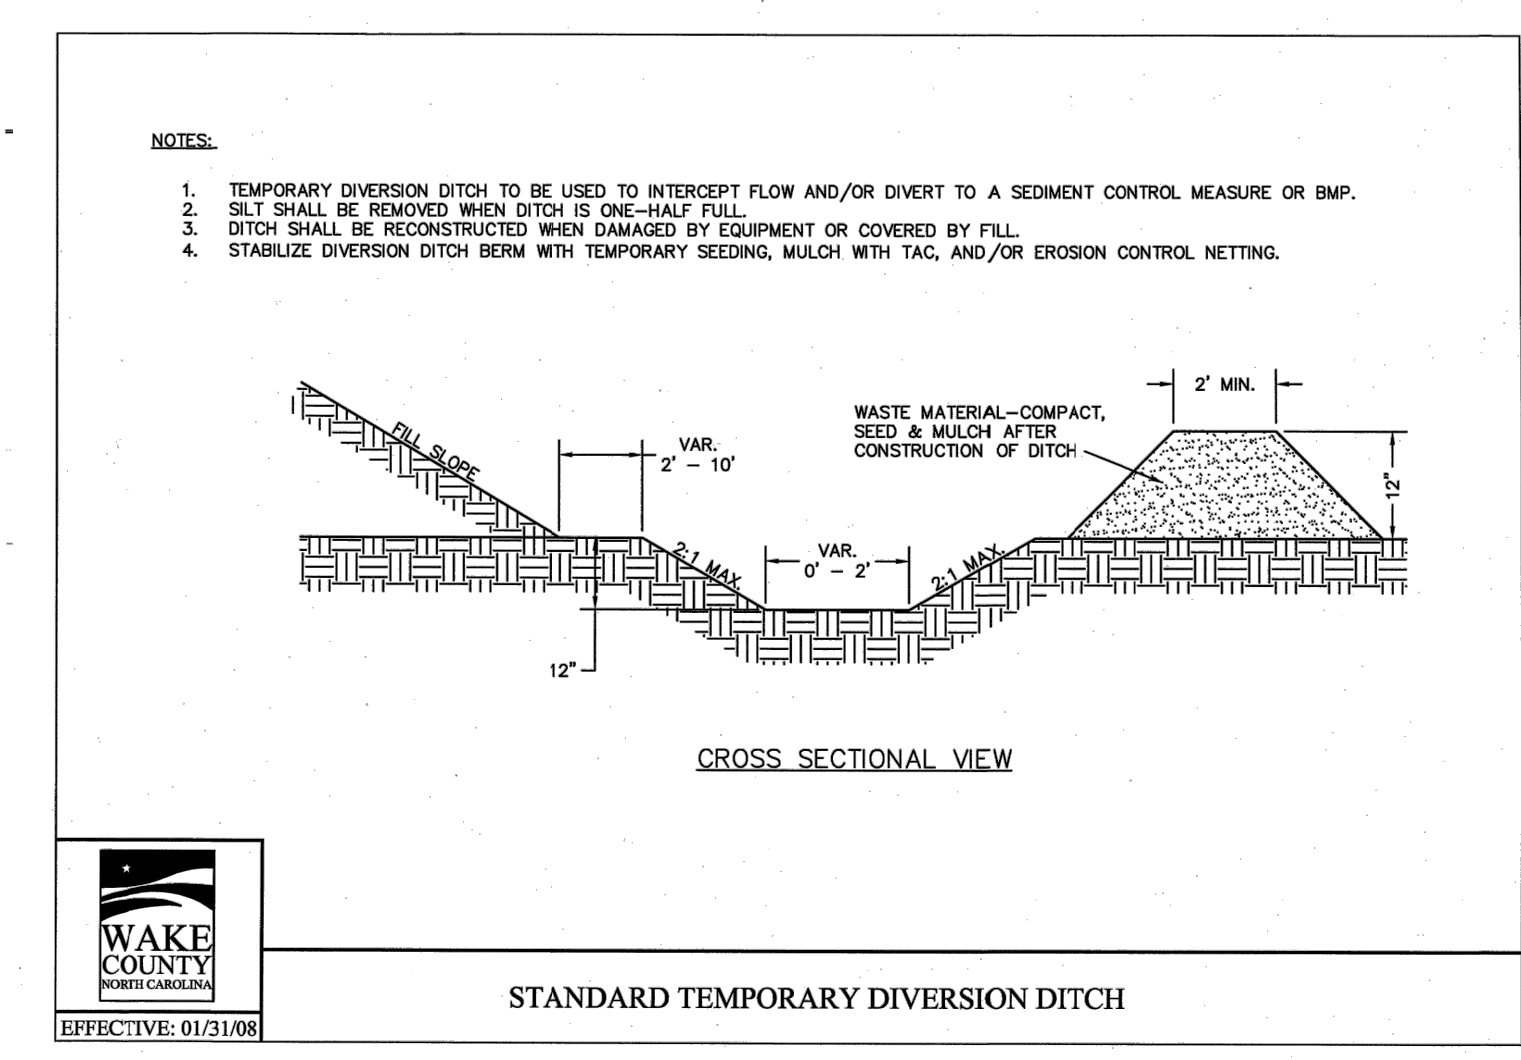 NOTES:
1. TEMPORARY DIVERSION DITCH TO BE USED TO INTERCEPT FLOW AND/OR DIVERT TO A SEDIMENT CONTROL MEASURE OR BMP.
2. SILT SHALL BE REMOVED WHEN DITCH IS ONE-HALF FULL.
3. DITCH SHALL BE RECONSTRUCTED WHEN DAMAGED BY EQUIPMENT OR COVERED BY FILL.
4. STABILIZE DIVERSION DITCH BERM WITH TEMPORARY SEEDING, MULCH WITH TAC, AND/OR EROSION CONTROL NETTING.
2' MIN.
WASTE MATERIAL-COMPACT,
SEED & MULCH AFTER
CONSTRUCTION OF DITCH
FILL SLOPE
VAR.
2' - 10'
12"
2:1 MAX.
VAR.
0' - 2'
2:1 MAX.
12"
CROSS SECTIONAL VIEW
WAKE
COUNTY
NORTH CAROLINA
STANDARD TEMPORARY DIVERSION DITCH
EFFECTIVE: 01/31/08